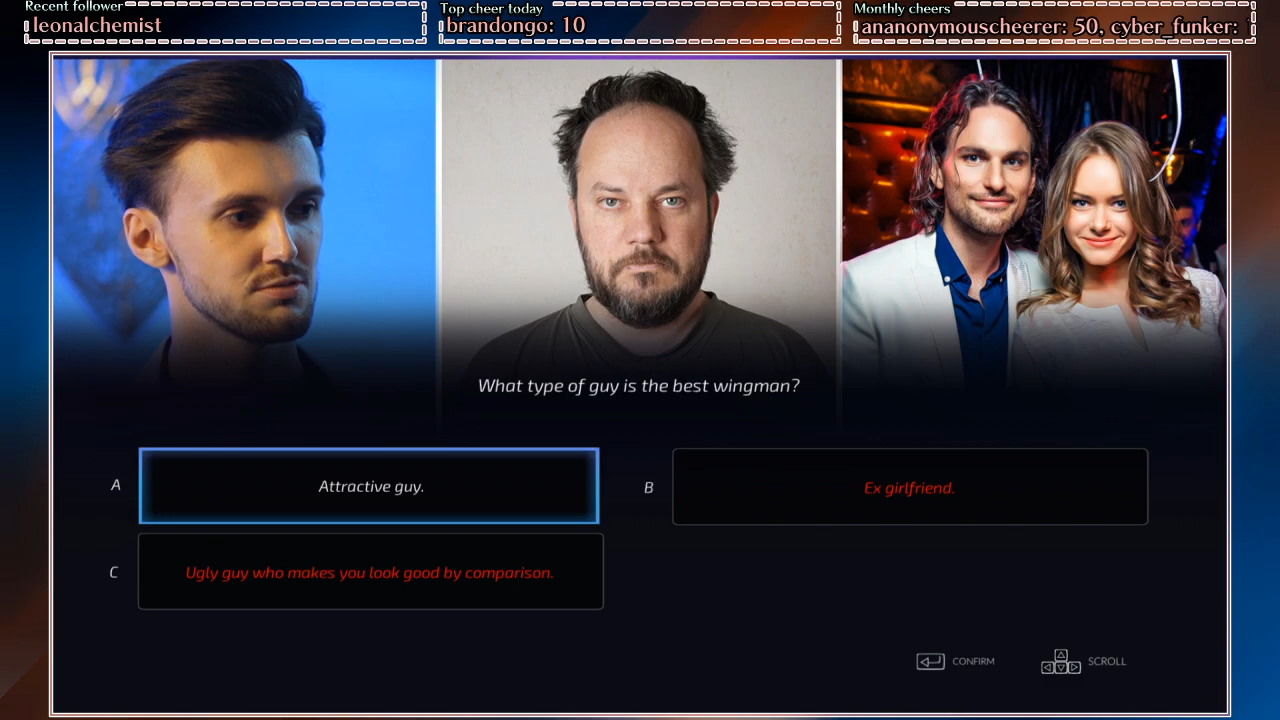 Recent follower
leonalchemist
Top cheer today
brandongo: 10
Monthly cheers
ananonymouscheerer: 50, cyber_funker:
What type of guy is the best wingman?
A
Attractive guy.
B
Ex girlfriend.
C
Ugly guy who makes you look good by comparison.
CONFIRM
SCROLL